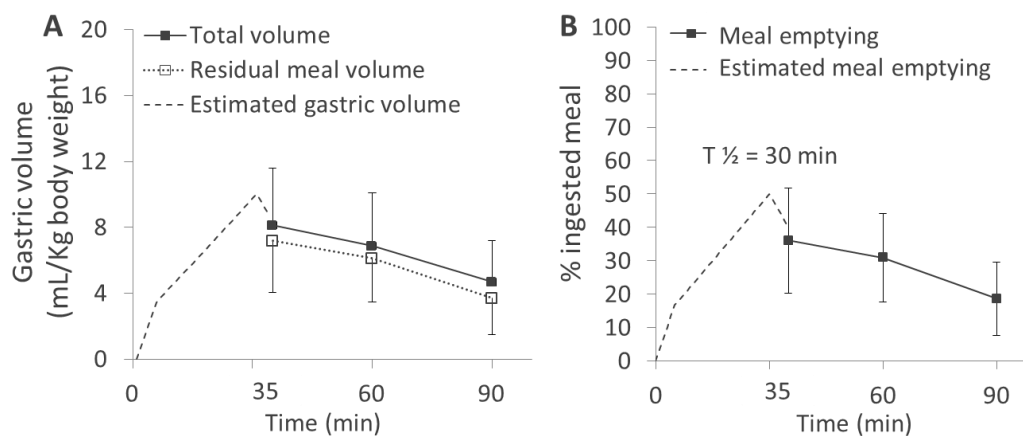 A
Total volume
Residual meal volume
Estimated gastric volume
Gastric volume
(mL/Kg body weight)
20
16
12
8
4
0
0
35
60
90
Time (min)
B
Meal emptying
Estimated meal emptying
T ½ = 30 min
% ingested meal
100
90
80
70
60
50
40
30
20
10
0
0
35
60
90
Time (min)